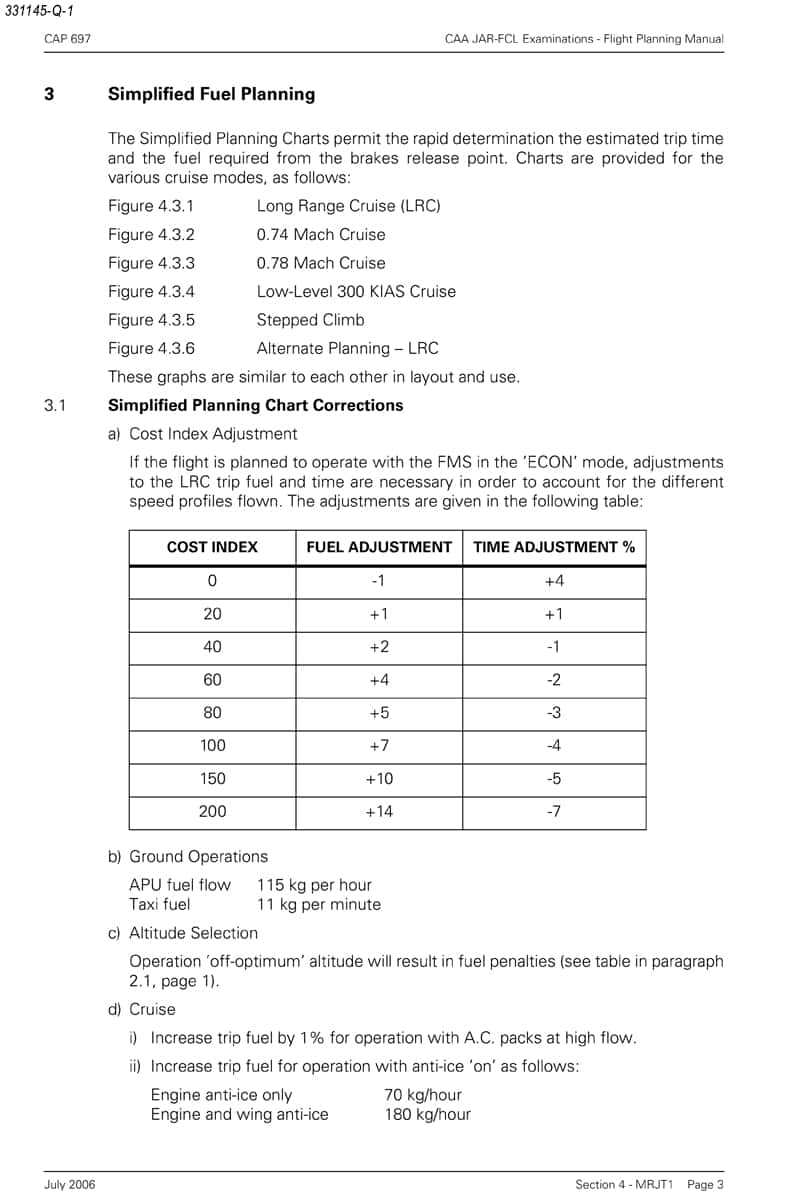 331145-Q-1
CAP 697 CAA JAR-FCL Examinations - Flight Planning Manual
3 Simplified Fuel Planning
The Simplified Planning Charts permit the rapid determination the estimated trip time
and the fuel required from the brakes release point. Charts are provided for the
various cruise modes, as follows:
Figure 4.3.1 Long Range Cruise (LRC)
Figure 4.3.2 0.74 Mach Cruise
Figure 4.3.3 0.78 Mach Cruise
Figure 4.3.4 Low-Level 300 KIAS Cruise
Figure 4.3.5 Stepped Climb
Figure 4.3.6 Alternate Planning – LRC
These graphs are similar to each other in layout and use.
3.1 Simplified Planning Chart Corrections
a) Cost Index Adjustment
If the flight is planned to operate with the FMS in the 'ECON' mode, adjustments
to the LRC trip fuel and time are necessary in order to account for the different
speed profiles flown. The adjustments are given in the following table:
COST INDEX FUEL ADJUSTMENT TIME ADJUSTMENT %
0 -1 +4
20 +1 +1
40 +2 -1
60 +4 -2
80 +5 -3
100 +7 -4
150 +10 -5
200 +14 -7
b) Ground Operations
APU fuel flow 115 kg per hour
Taxi fuel 11 kg per minute
c) Altitude Selection
Operation 'off-optimum' altitude will result in fuel penalties (see table in paragraph
2.1, page 1).
d) Cruise
i) Increase trip fuel by 1% for operation with A.C. packs at high flow.
ii) Increase trip fuel for operation with anti-ice 'on' as follows:
Engine anti-ice only 70 kg/hour
Engine and wing anti-ice 180 kg/hour
July 2006 Section 4 - MRJT1 Page 3